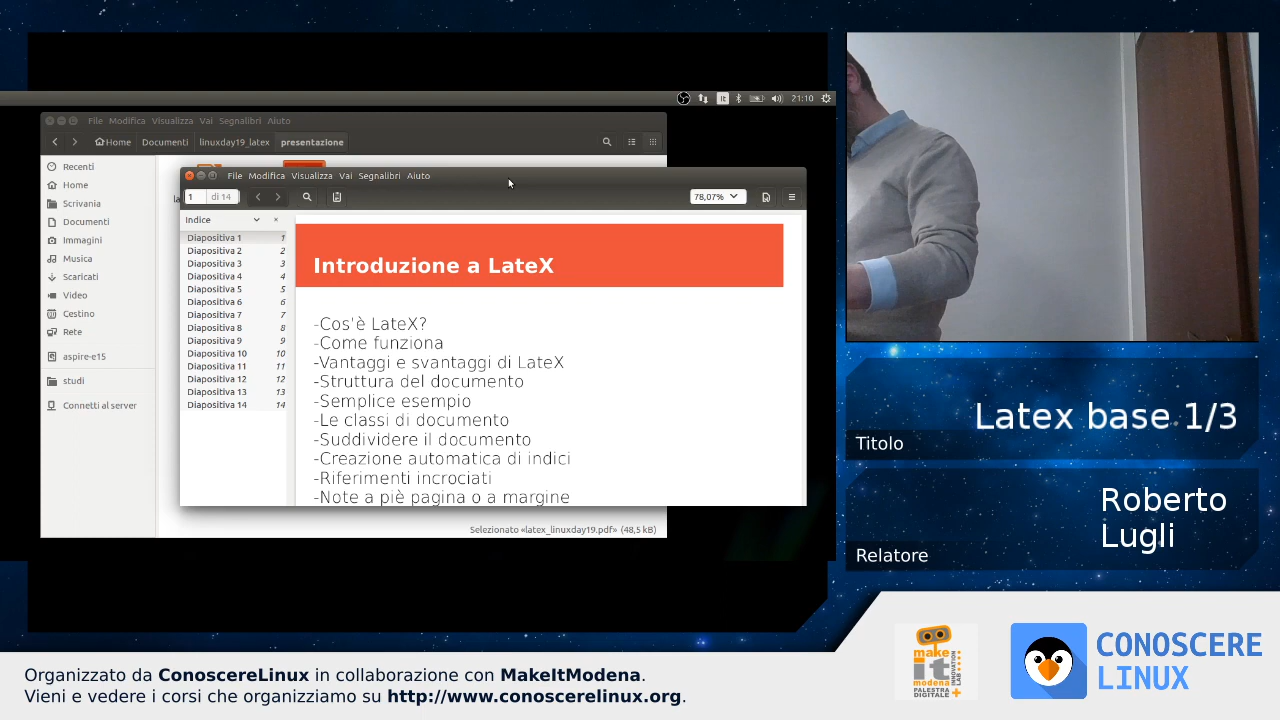 It
21:10
File Modifica Visualizza Vai Segnalibri Aiuto
Home Documenti linuxday19_latex presentazione
Recenti
Home
Scrivania
Documenti
Immagini
Musica
Scaricati
Video
Cestino
Rete
aspire-e15
studi
Connetti al server
File Modifica Visualizza Vai Segnalibri Aiuto
1 di 14
78,07%
Indice
Diapositiva 1 1
Diapositiva 2 2
Diapositiva 3 3
Diapositiva 4 4
Diapositiva 5 5
Diapositiva 6 6
Diapositiva 7 7
Diapositiva 8 8
Diapositiva 9 9
Diapositiva 10 10
Diapositiva 11 11
Diapositiva 12 12
Diapositiva 13 13
Diapositiva 14 14
Introduzione a LateX
-Cos'è LateX?
-Come funziona
-Vantaggi e svantaggi di LateX
-Struttura del documento
-Semplice esempio
-Le classi di documento
-Suddividere il documento
-Creazione automatica di indici
-Riferimenti incrociati
-Note a piè pagina o a margine
Selezionato «latex_linuxday19.pdf» (48,5 kB)
Latex base 1/3
Titolo
Roberto
Lugli
Relatore
make
it
modena
PALESTRA
DIGITALE
INNOVATION
LAB
CONOSCERE
LINUX
Organizzato da ConoscereLinux in collaborazione con MakeItModena.
Vieni e vedere i corsi che organizziamo su http://www.conoscerelinux.org.